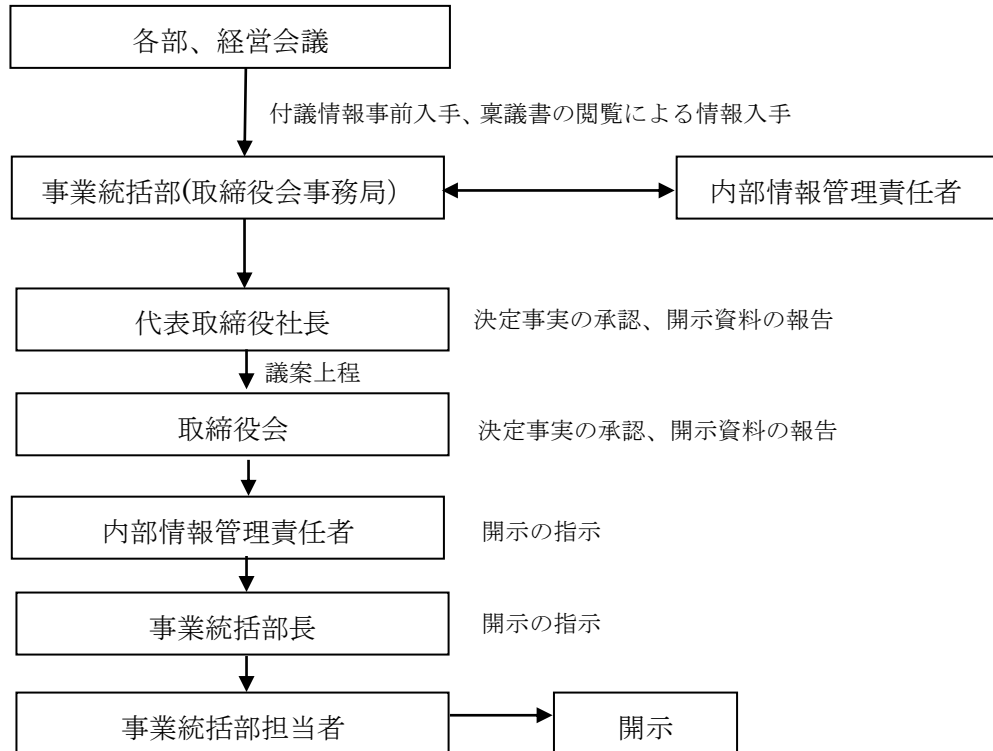 各部、経営会議
付議情報事前入手、稟議書の閲覧による情報入手
事業統括部(取締役会事務局）
内部情報管理責任者
代表取締役社長
決定事実の承認、開示資料の報告
議案上程
取締役会
決定事実の承認、開示資料の報告
内部情報管理責任者
開示の指示
事業統括部長
開示の指示
事業統括部担当者
開示